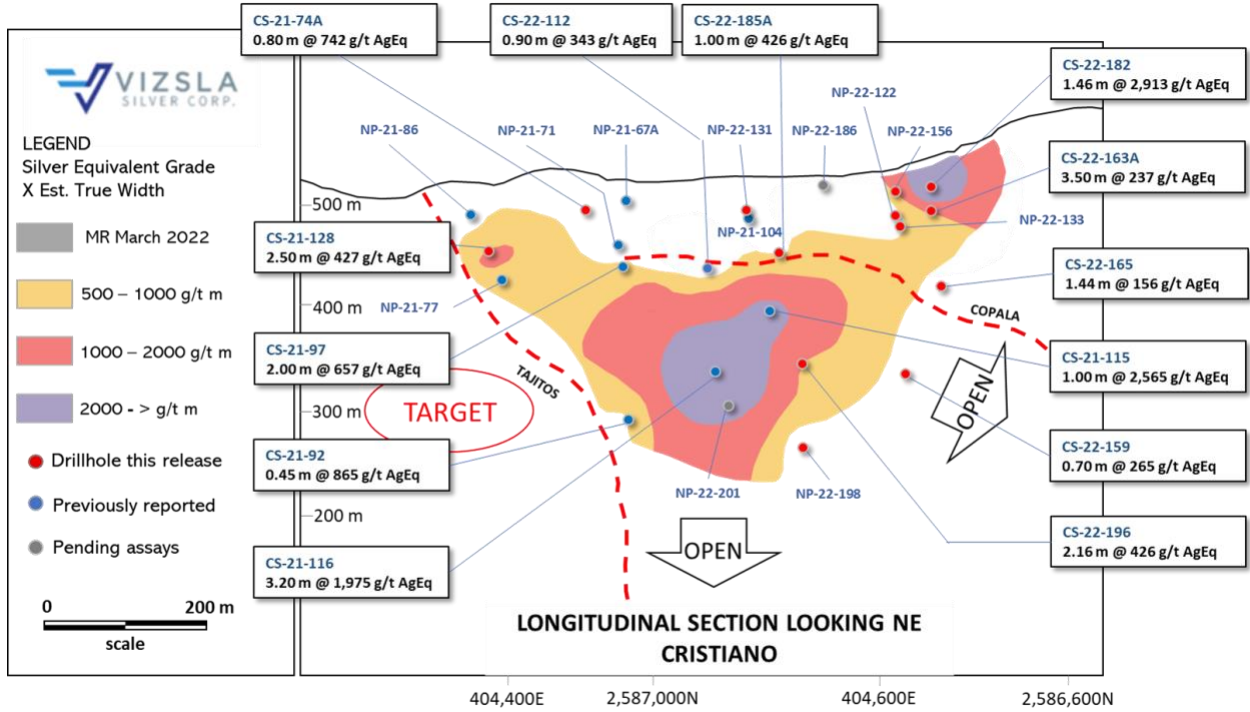 CS-21-74A
0.80 m @ 742 g/t AgEq
CS-22-112
0.90 m @ 343 g/t AgEq
CS-22-185A
1.00 m @ 426 g/t AgEq
CS-22-182
1.46 m @ 2,913 g/t AgEq
VIZSLA
SILVER CORP.
LEGEND
Silver Equivalent Grade
X Est. True Width
MR March 2022
500 – 1000 g/t m
1000 – 2000 g/t m
2000 - > g/t m
Drillhole this release
Previously reported
Pending assays
0 200 m
scale
NP-21-86
NP-21-71
NP-21-67A
NP-22-131
NP-22-186
NP-22-122
NP-22-156
CS-22-163A
3.50 m @ 237 g/t AgEq
NP-22-133
NP-21-104
500 m
CS-21-128
2.50 m @ 427 g/t AgEq
NP-21-77
400 m
CS-22-165
1.44 m @ 156 g/t AgEq
COPALA
CS-21-97
2.00 m @ 657 g/t AgEq
CS-21-115
1.00 m @ 2,565 g/t AgEq
TAJITOS
TARGET
300 m
OPEN
CS-21-92
0.45 m @ 865 g/t AgEq
CS-22-159
0.70 m @ 265 g/t AgEq
NP-22-201
NP-22-198
200 m
CS-22-196
2.16 m @ 426 g/t AgEq
OPEN
CS-21-116
3.20 m @ 1,975 g/t AgEq
LONGITUDINAL SECTION LOOKING NE
CRISTIANO
404,400E
2,587,000N
404,600E
2,586,600N